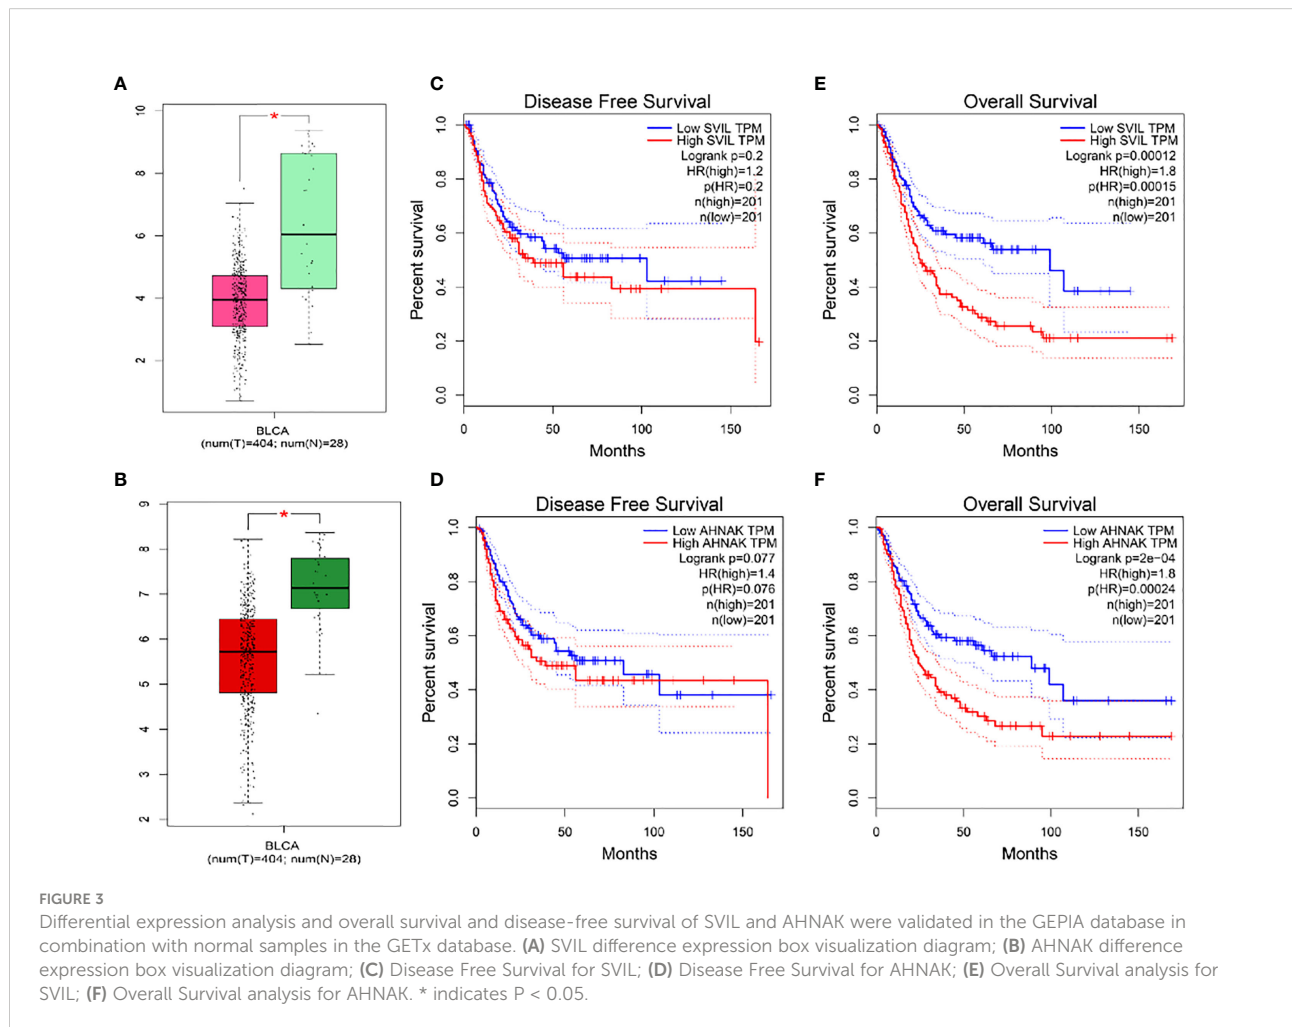 A
10
8
6
4
2
*
BLCA
(num(T)=404; num(N)=28)
C
Disease Free Survival
Low SVIL TPM
High SVIL TPM
Logrank p=0.2
HR(high)=1.2
p(HR)=0.2
n(high)=201
n(low)=201
Percent survival
1.0
0.8
0.6
0.4
0.2
0.0
0 50 100 150
Months
E
Overall Survival
Low SVIL TPM
High SVIL TPM
Logrank p=0.00012
HR(high)=1.8
p(HR)=0.00015
n(high)=201
n(low)=201
Percent survival
1.0
0.8
0.6
0.4
0.2
0.0
0 50 100 150
Months
B
9
8
7
6
5
4
3
2
*
BLCA
(num(T)=404; num(N)=28)
D
Disease Free Survival
Low AHNAK TPM
High AHNAK TPM
Logrank p=0.077
HR(high)=1.4
p(HR)=0.076
n(high)=201
n(low)=201
Percent survival
1.0
0.8
0.6
0.4
0.2
0.0
0 50 100 150
Months
F
Overall Survival
Low AHNAK TPM
High AHNAK TPM
Logrank p=2e−04
HR(high)=1.8
p(HR)=0.00024
n(high)=201
n(low)=201
Percent survival
1.0
0.8
0.6
0.4
0.2
0.0
0 50 100 150
Months
FIGURE 3
Differential expression analysis and overall survival and disease-free survival of SVIL and AHNAK were validated in the GEPIA database in
combination with normal samples in the GETx database. (A) SVIL difference expression box visualization diagram; (B) AHNAK difference
expression box visualization diagram; (C) Disease Free Survival for SVIL; (D) Disease Free Survival for AHNAK; (E) Overall Survival analysis for
SVIL; (F) Overall Survival analysis for AHNAK. * indicates P < 0.05.